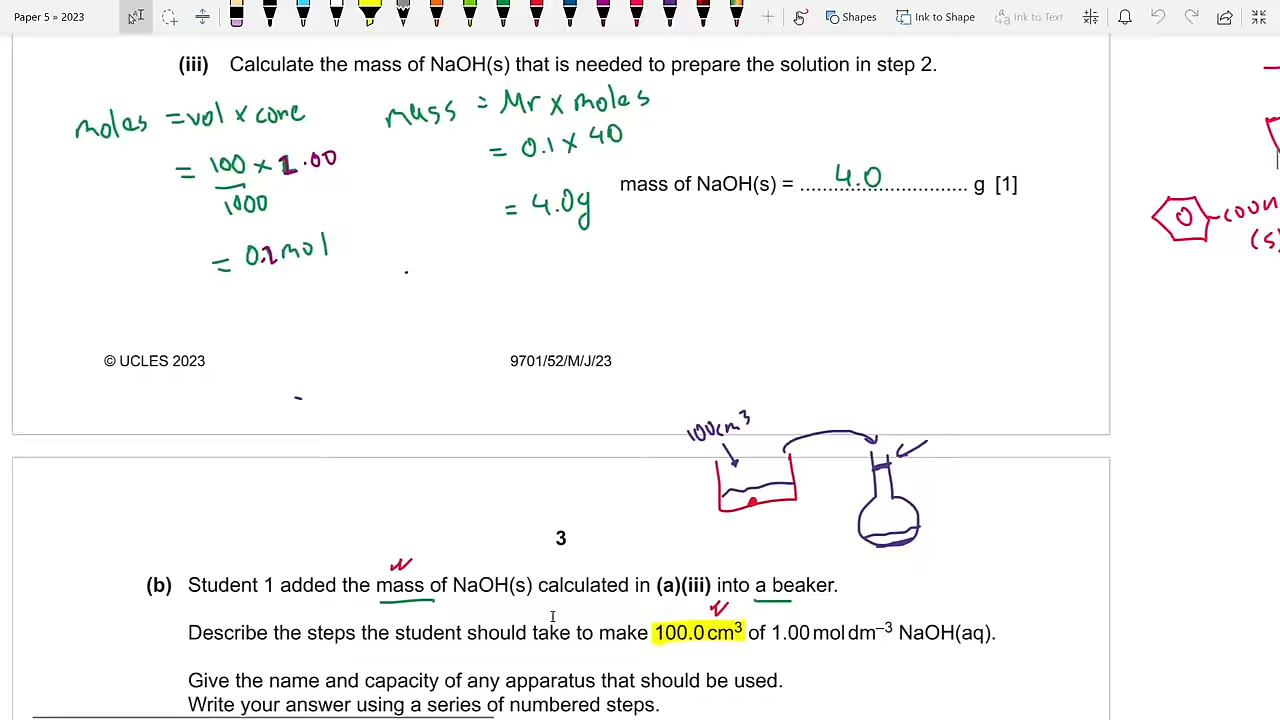 Paper 5 » 2023
Shapes
Ink to Shape
Ink to Text
(iii) Calculate the mass of NaOH(s) that is needed to prepare the solution in step 2.
moles = vol × conc
= 100 × 1.00
1000
= 0.1 mol
mass = Mr × moles
= 0.1 × 40
= 4.0g
mass of NaOH(s) = 4.0 g [1]
(s)
© UCLES 2023
9701/52/M/J/23
100cm³
3
(b) Student 1 added the mass of NaOH(s) calculated in (a)(iii) into a beaker.
Describe the steps the student should take to make 100.0 cm³ of 1.00 mol dm⁻³ NaOH(aq).
Give the name and capacity of any apparatus that should be used.
Write your answer using a series of numbered steps.